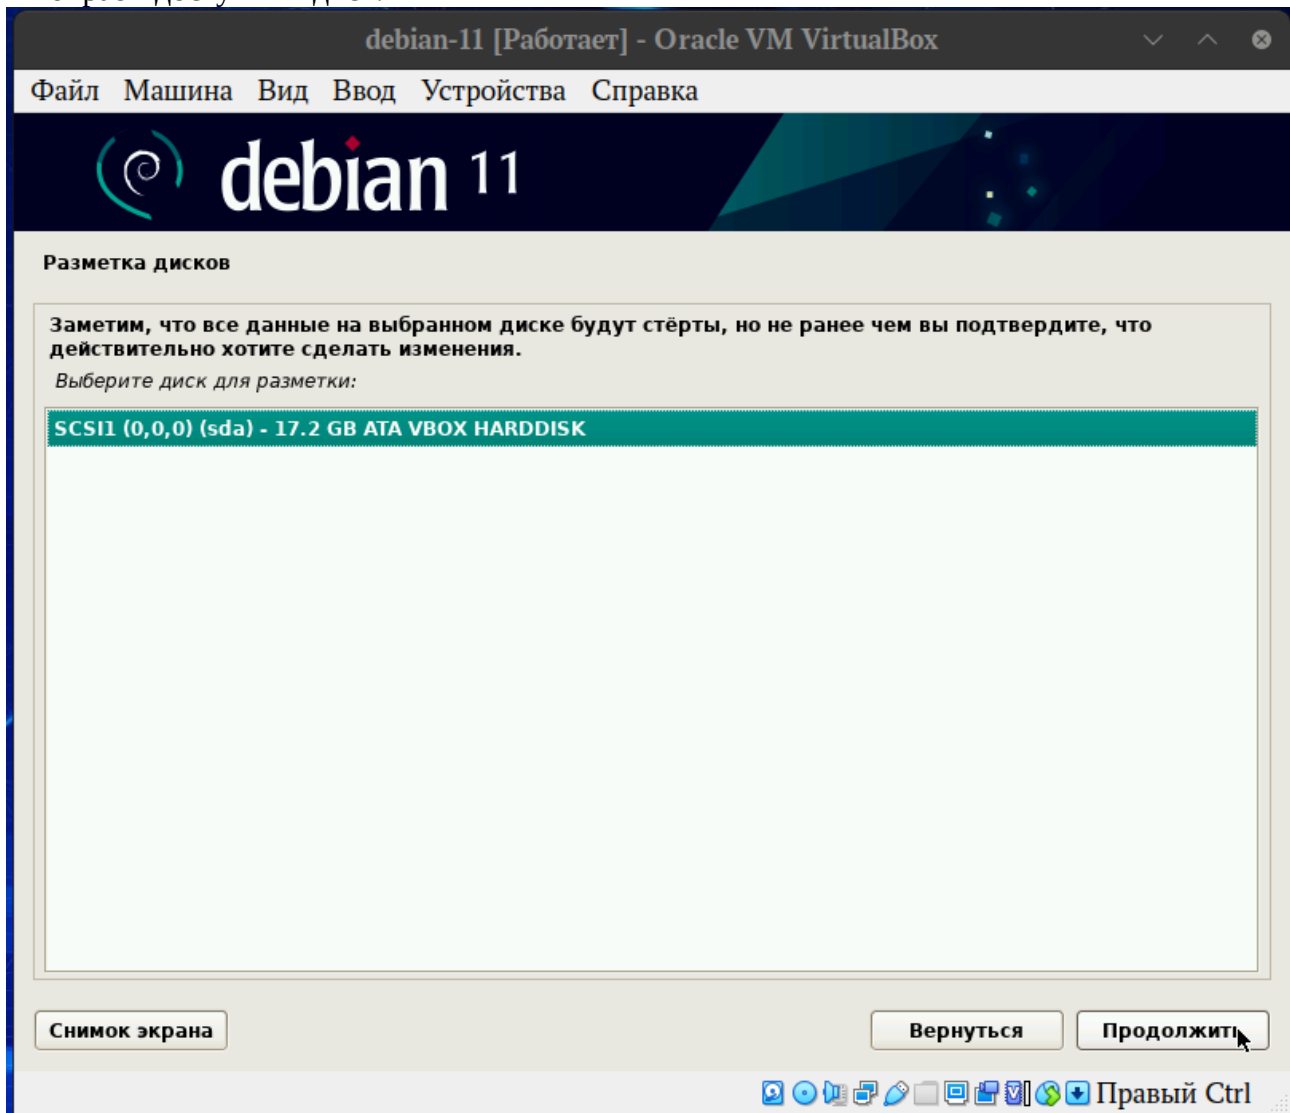 debian-11 [Работает] - Oracle VM VirtualBox
Файл Машина Вид Ввод Устройства Справка
debian 11
Разметка дисков
Заметим, что все данные на выбранном диске будут стёрты, но не ранее чем вы подтвердите, что
действительно хотите сделать изменения.
Выберите диск для разметки:
SCSI1 (0,0,0) (sda) - 17.2 GB ATA VBOX HARDDISK
Снимок экрана
Вернуться
Продолжить
Правый Ctrl